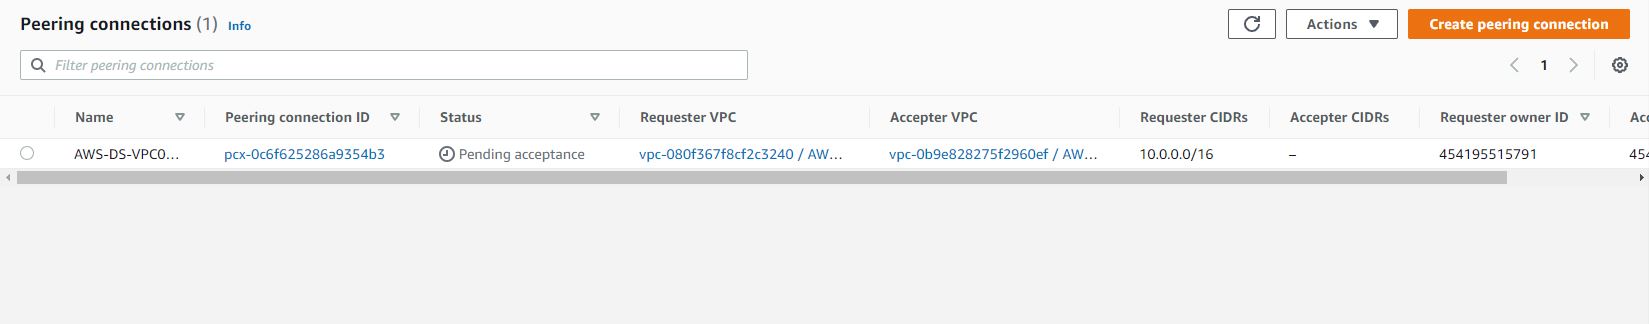 Peering connections (1) Info
Actions
Create peering connection
Filter peering connections
1
Name Peering connection ID Status Requester VPC Accepter VPC Requester CIDRs Accepter CIDRs Requester owner ID Acc
AWS-DS-VPC0... pcx-0c6f625286a9354b3 Pending acceptance vpc-080f367f8cf2c3240 / AW... vpc-0b9e828275f2960ef / AW... 10.0.0.0/16 – 454195515791 454